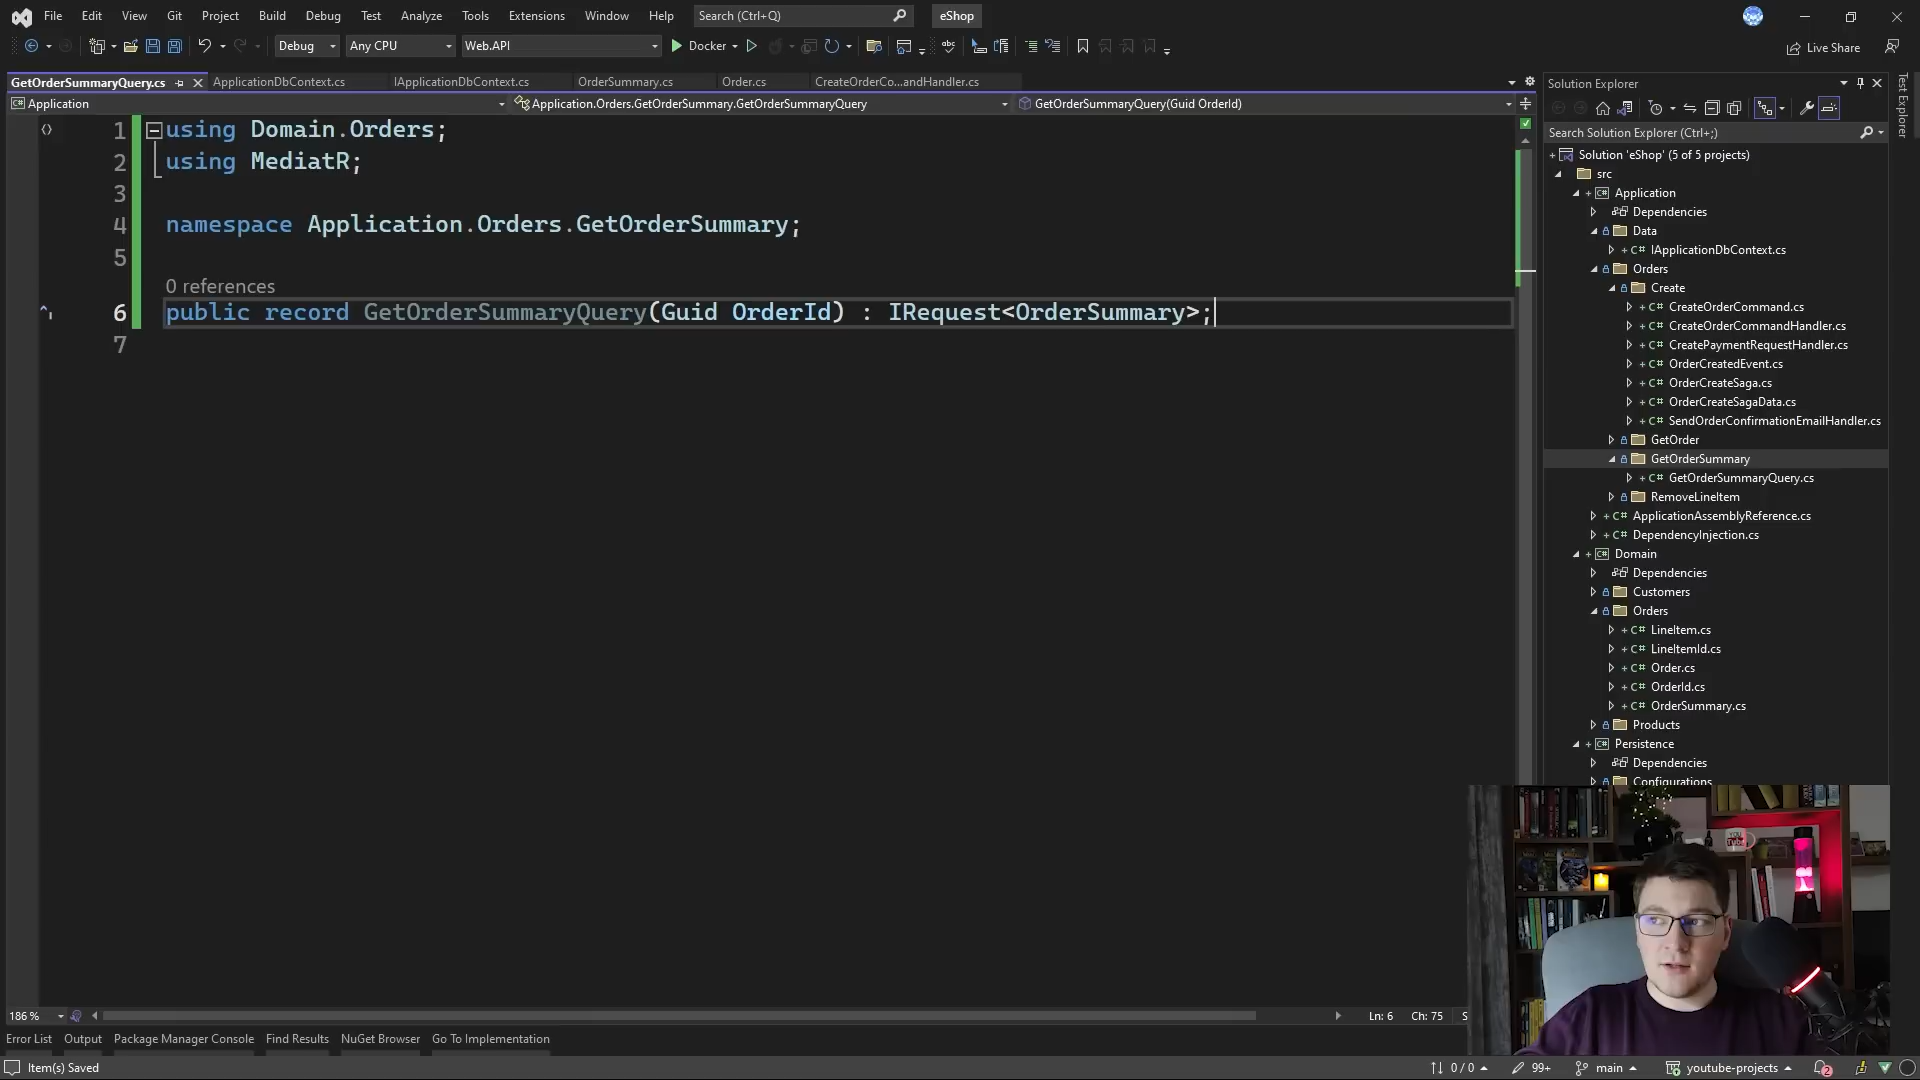 File Edit View Git Project Build Debug Test Analyze Tools Extensions Window Help Search (Ctrl+Q) eShop
Debug Any CPU Web.API Docker Live Share
GetOrderSummaryQuery.cs ApplicationDbContext.cs IApplicationDbContext.cs OrderSummary.cs Order.cs CreateOrderCo...andHandler.cs
Application Application.Orders.GetOrderSummary.GetOrderSummaryQuery GetOrderSummaryQuery(Guid OrderId)
1 using Domain.Orders;
2 using MediatR;
3
4 namespace Application.Orders.GetOrderSummary;
5
0 references
6 public record GetOrderSummaryQuery(Guid OrderId) : IRequest<OrderSummary>;
7
Solution Explorer
Search Solution Explorer (Ctrl+;)
Solution 'eShop' (5 of 5 projects)
src
Application
Dependencies
Data
IApplicationDbContext.cs
Orders
Create
CreateOrderCommand.cs
CreateOrderCommandHandler.cs
CreatePaymentRequestHandler.cs
OrderCreatedEvent.cs
OrderCreateSaga.cs
OrderCreateSagaData.cs
SendOrderConfirmationEmailHandler.cs
GetOrder
GetOrderSummary
GetOrderSummaryQuery.cs
RemoveLineItem
ApplicationAssemblyReference.cs
DependencyInjection.cs
Domain
Dependencies
Customers
Orders
LineItem.cs
LineItemId.cs
Order.cs
OrderId.cs
OrderSummary.cs
Products
Persistence
Dependencies
Configurations
Test Explorer
186 % Ln: 6 Ch: 75 S
Error List Output Package Manager Console Find Results NuGet Browser Go To Implementation
Item(s) Saved 0 / 0 99+ main youtube-projects 2